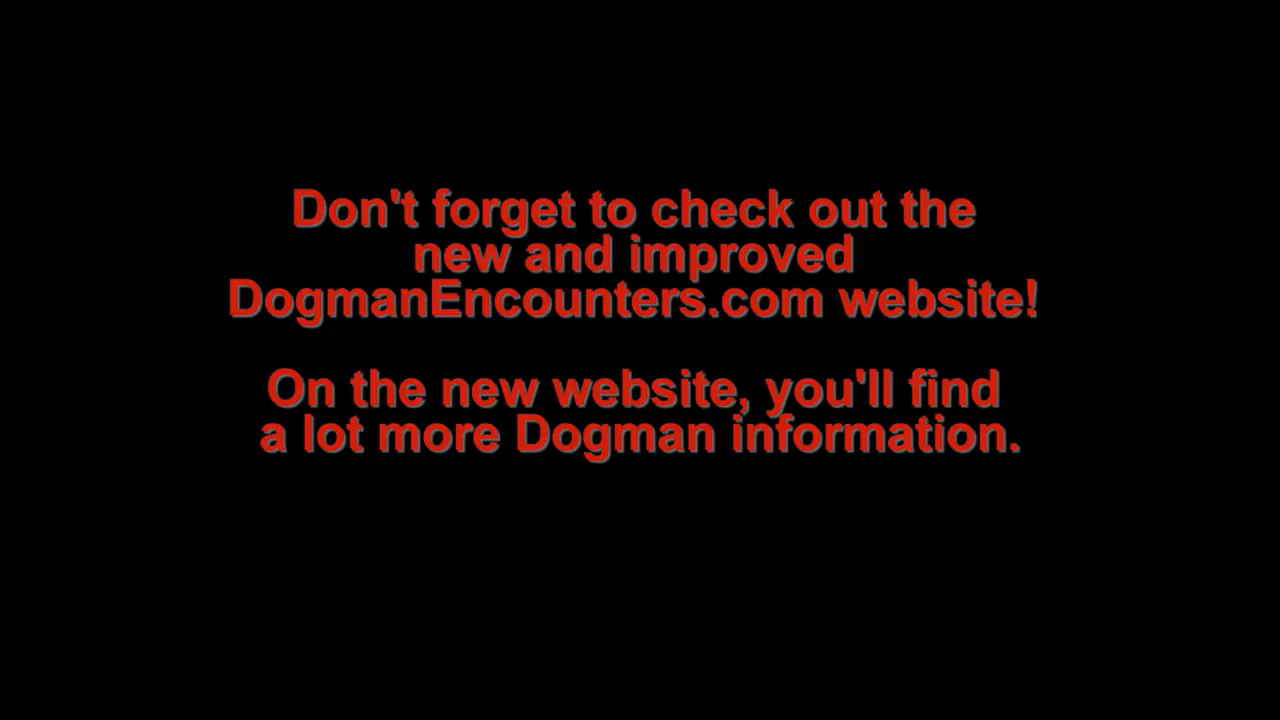 Don't forget to check out the
new and improved
DogmanEncounters.com website!
On the new website, you'll find
a lot more Dogman information.